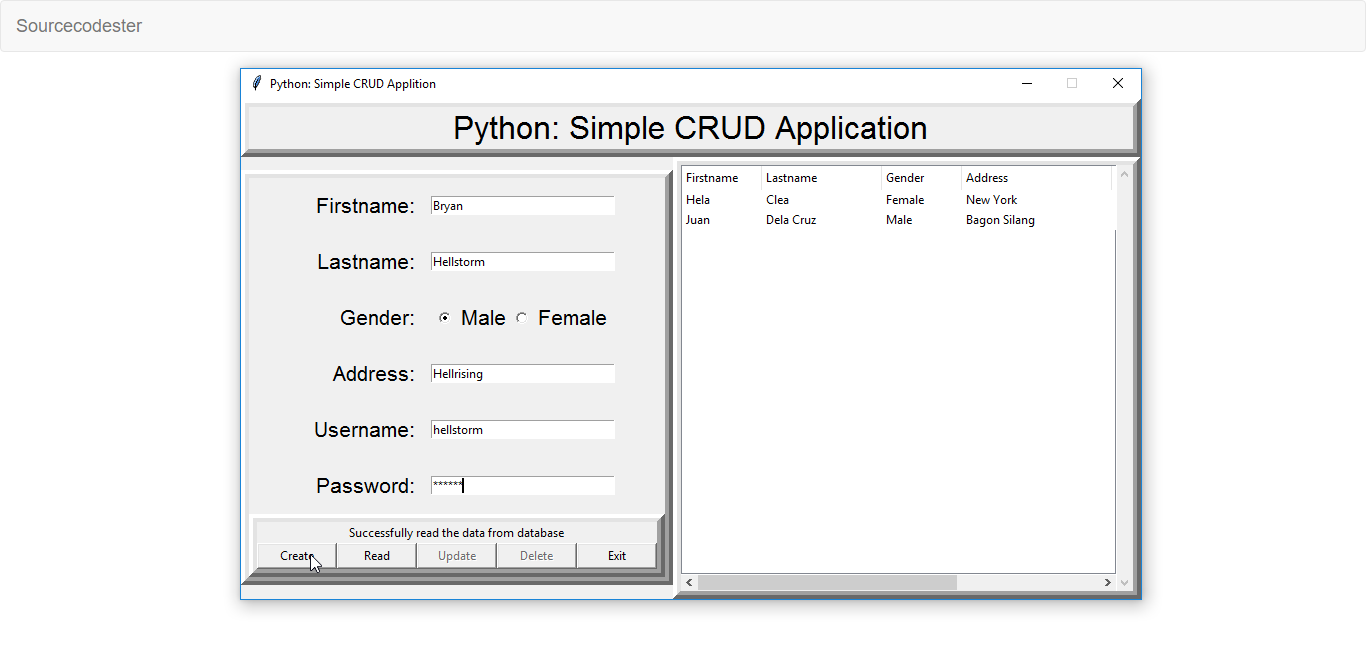 Sourcecodester
Python: Simple CRUD Applition
Python: Simple CRUD Application
Firstname: Bryan
Lastname: Hellstorm
Gender: Male Female
Address: Hellrising
Username: hellstorm
Password: ******
Successfully read the data from database
Create Read Update Delete Exit
Firstname Lastname Gender Address
Hela Clea Female New York
Juan Dela Cruz Male Bagon Silang